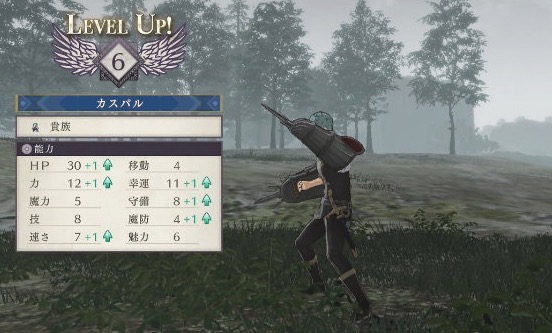 LEVEL UP!
6
カスパル
貴族
能力
HP 30 +1 移動 4
力 12 +1 幸運 11 +1
魔力 5 守備 8 +1
技 8 魔防 4 +1
速さ 7 +1 魅力 6